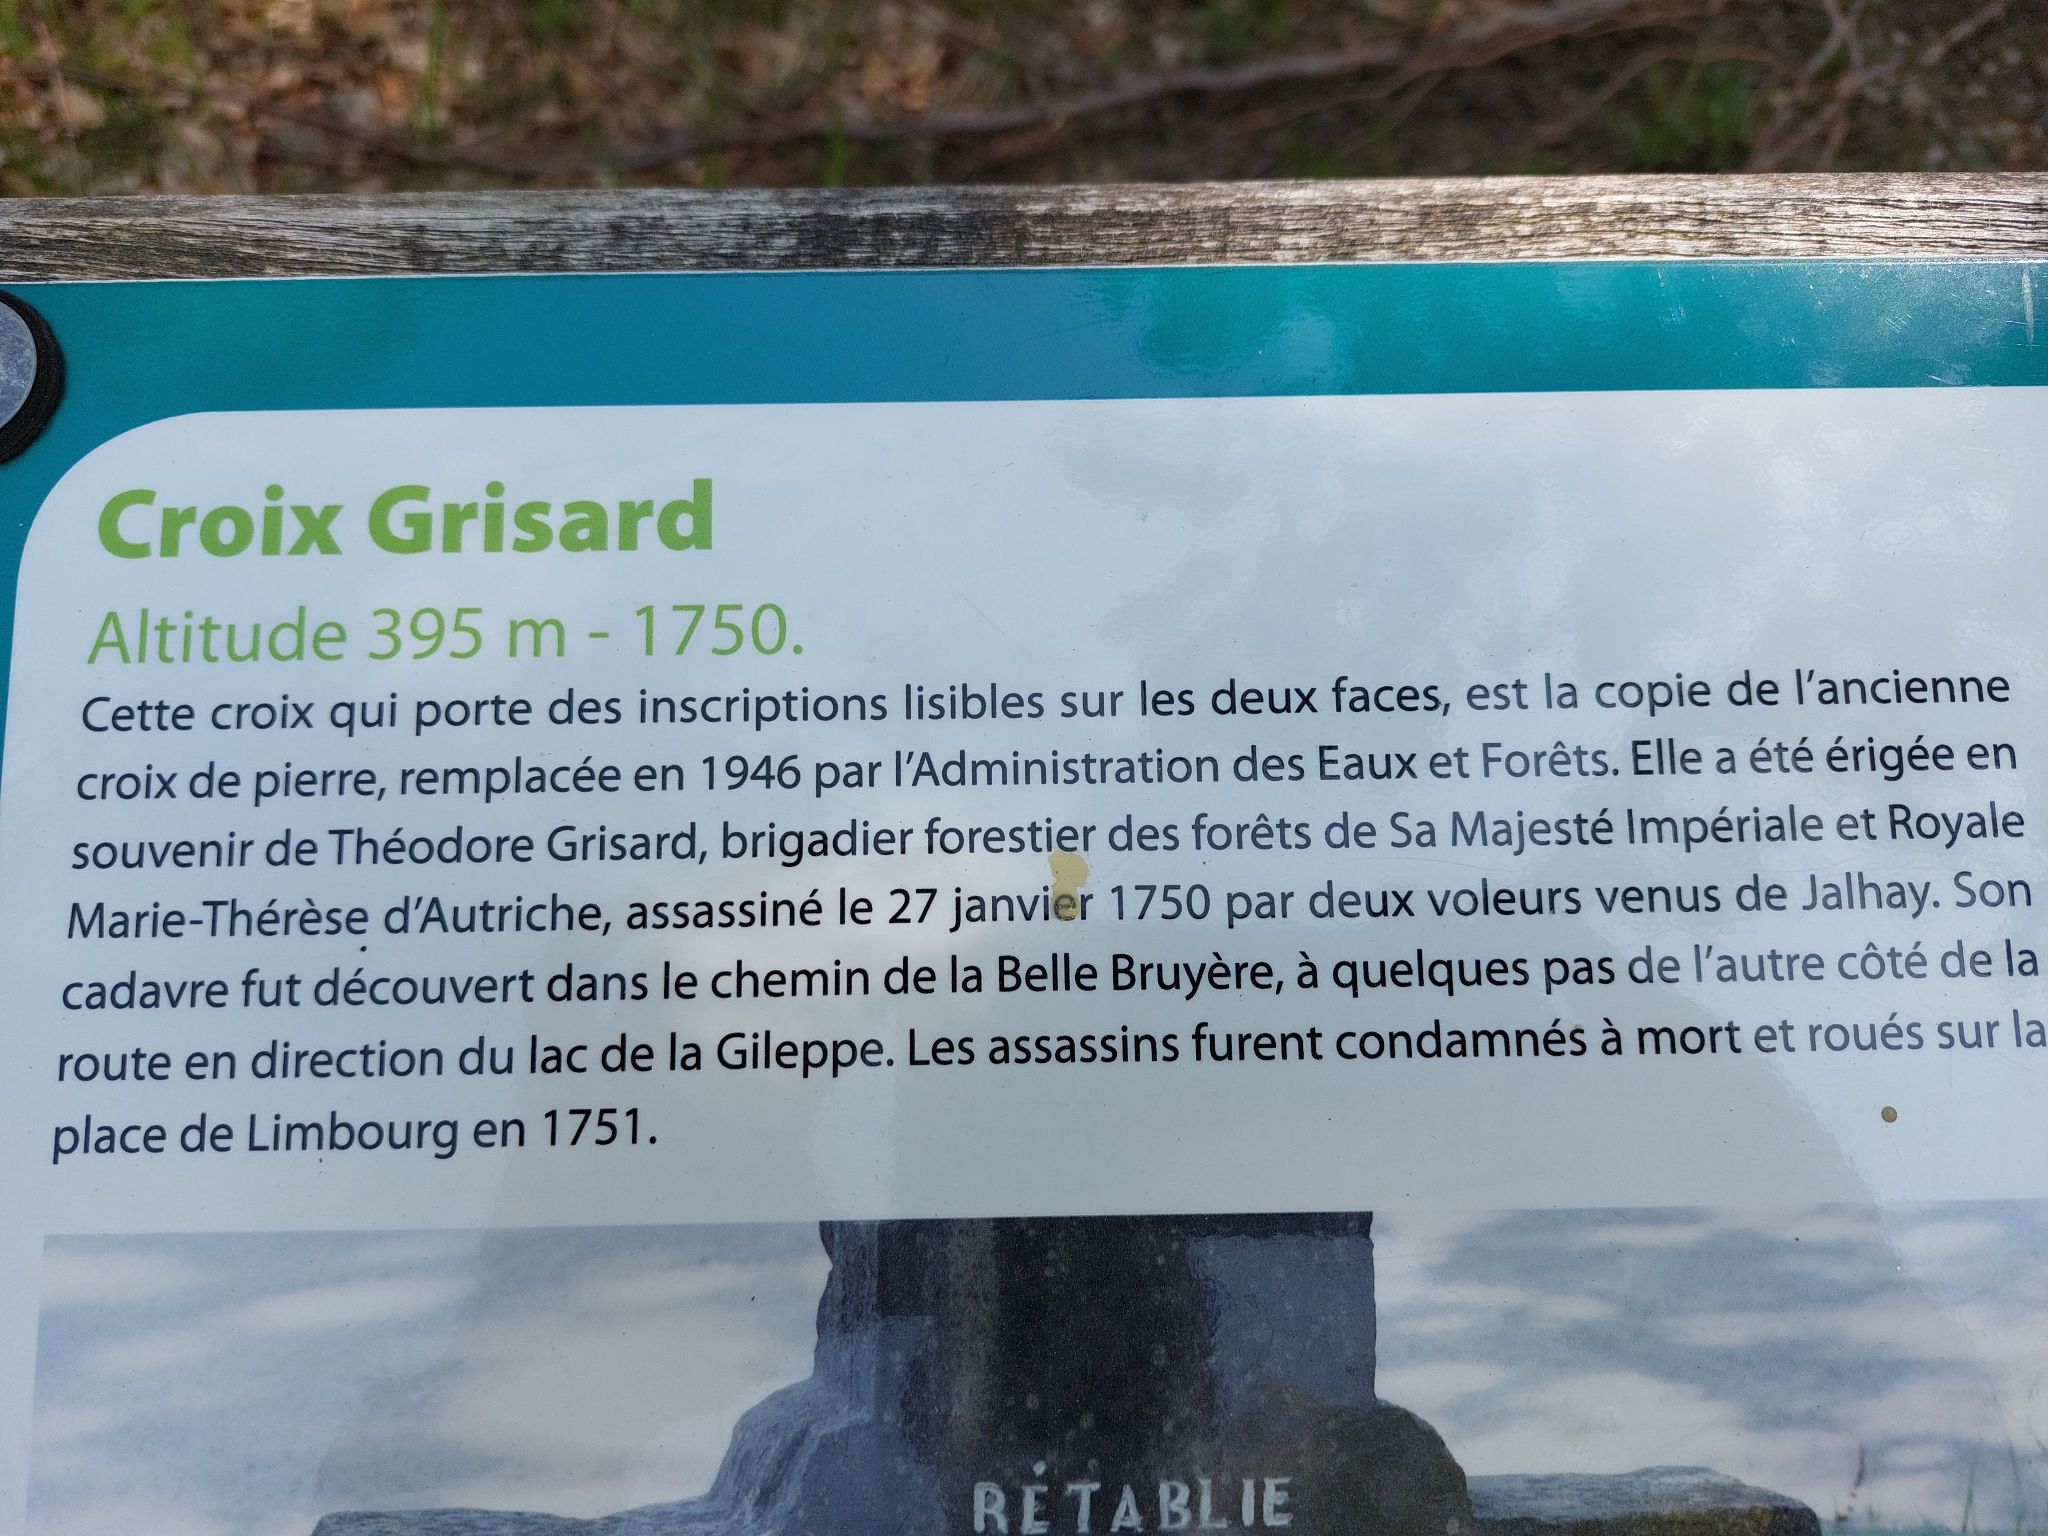 Croix Grisard
Altitude 395 m - 1750.
Cette croix qui porte des inscriptions lisibles sur les deux faces, est la copie de l'ancienne
croix de pierre, remplacée en 1946 par l'Administration des Eaux et Forêts. Elle a été érigée en
souvenir de Théodore Grisard, brigadier forestier des forêts de Sa Majesté Impériale et Royale
Marie-Thérèse d'Autriche, assassiné le 27 janvier 1750 par deux voleurs venus de Jalhay. Son
cadavre fut découvert dans le chemin de la Belle Bruyère, à quelques pas de l'autre côté de la
route en direction du lac de la Gileppe. Les assassins furent condamnés à mort et roués sur la
place de Limbourg en 1751.
RÉTABLIE